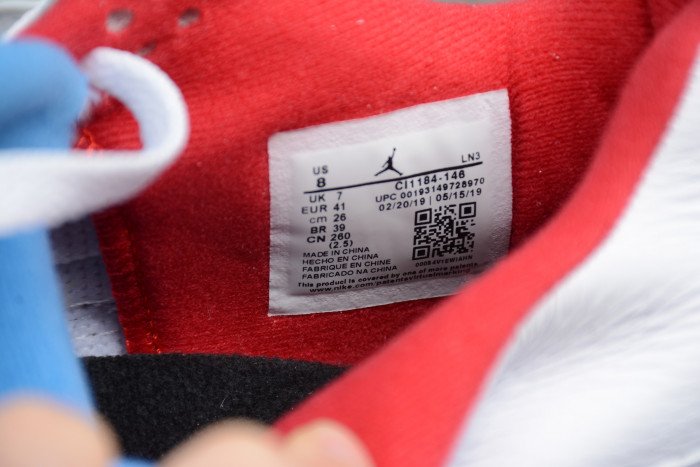 US
8
LN3
UK 7
CI1184-146
EUR 41
UPC 00193149728970
cm 26
02/20/19 | 05/15/19
BR 39
CN 260
(2.5)
MADE IN CHINA
HECHO EN CHINA
FABRIQUE EN CHINE
FABRICADO NA CHINA
This product is covered by one of more patents
www.nike.com.patentsvirtualmarking